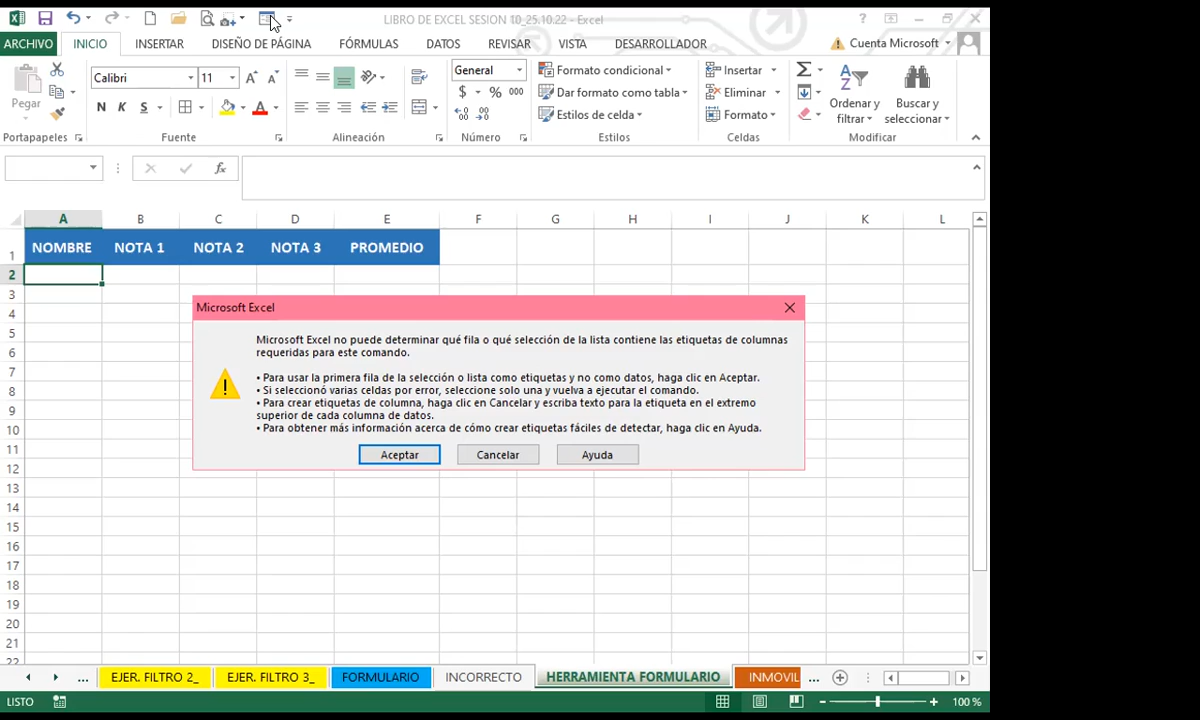 LIBRO DE EXCEL SESION 10_25.10.22 - Excel
ARCHIVO INICIO INSERTAR DISEÑO DE PÁGINA FÓRMULAS DATOS REVISAR VISTA DESARROLLADOR Cuenta Microsoft
Pegar
Calibri 11
N K S
A A
A
General
$ % 000
Formato condicional
Dar formato como tabla
Estilos de celda
Insertar
Eliminar
Formato
Ordenar y
filtrar
Buscar y
seleccionar
Portapapeles Fuente Alineación Número Estilos Celdas Modificar
fx
A B C D E F G H I J K L
1 NOMBRE NOTA 1 NOTA 2 NOTA 3 PROMEDIO
2
3
4
5
6
7
8
9
10
11
12
13
14
15
16
17
18
19
20
21
22
Microsoft Excel
Microsoft Excel no puede determinar qué fila o qué selección de la lista contiene las etiquetas de columnas
requeridas para este comando.
• Para usar la primera fila de la selección o lista como etiquetas y no como datos, haga clic en Aceptar.
• Si seleccionó varias celdas por error, seleccione solo una y vuelva a ejecutar el comando.
• Para crear etiquetas de columna, haga clic en Cancelar y escriba texto para la etiqueta en el extremo
superior de cada columna de datos.
• Para obtener más información acerca de cómo crear etiquetas fáciles de detectar, haga clic en Ayuda.
Aceptar Cancelar Ayuda
... EJER. FILTRO 2_ EJER. FILTRO 3_ FORMULARIO INCORRECTO HERRAMIENTA FORMULARIO INMOVIL ...
LISTO 100 %